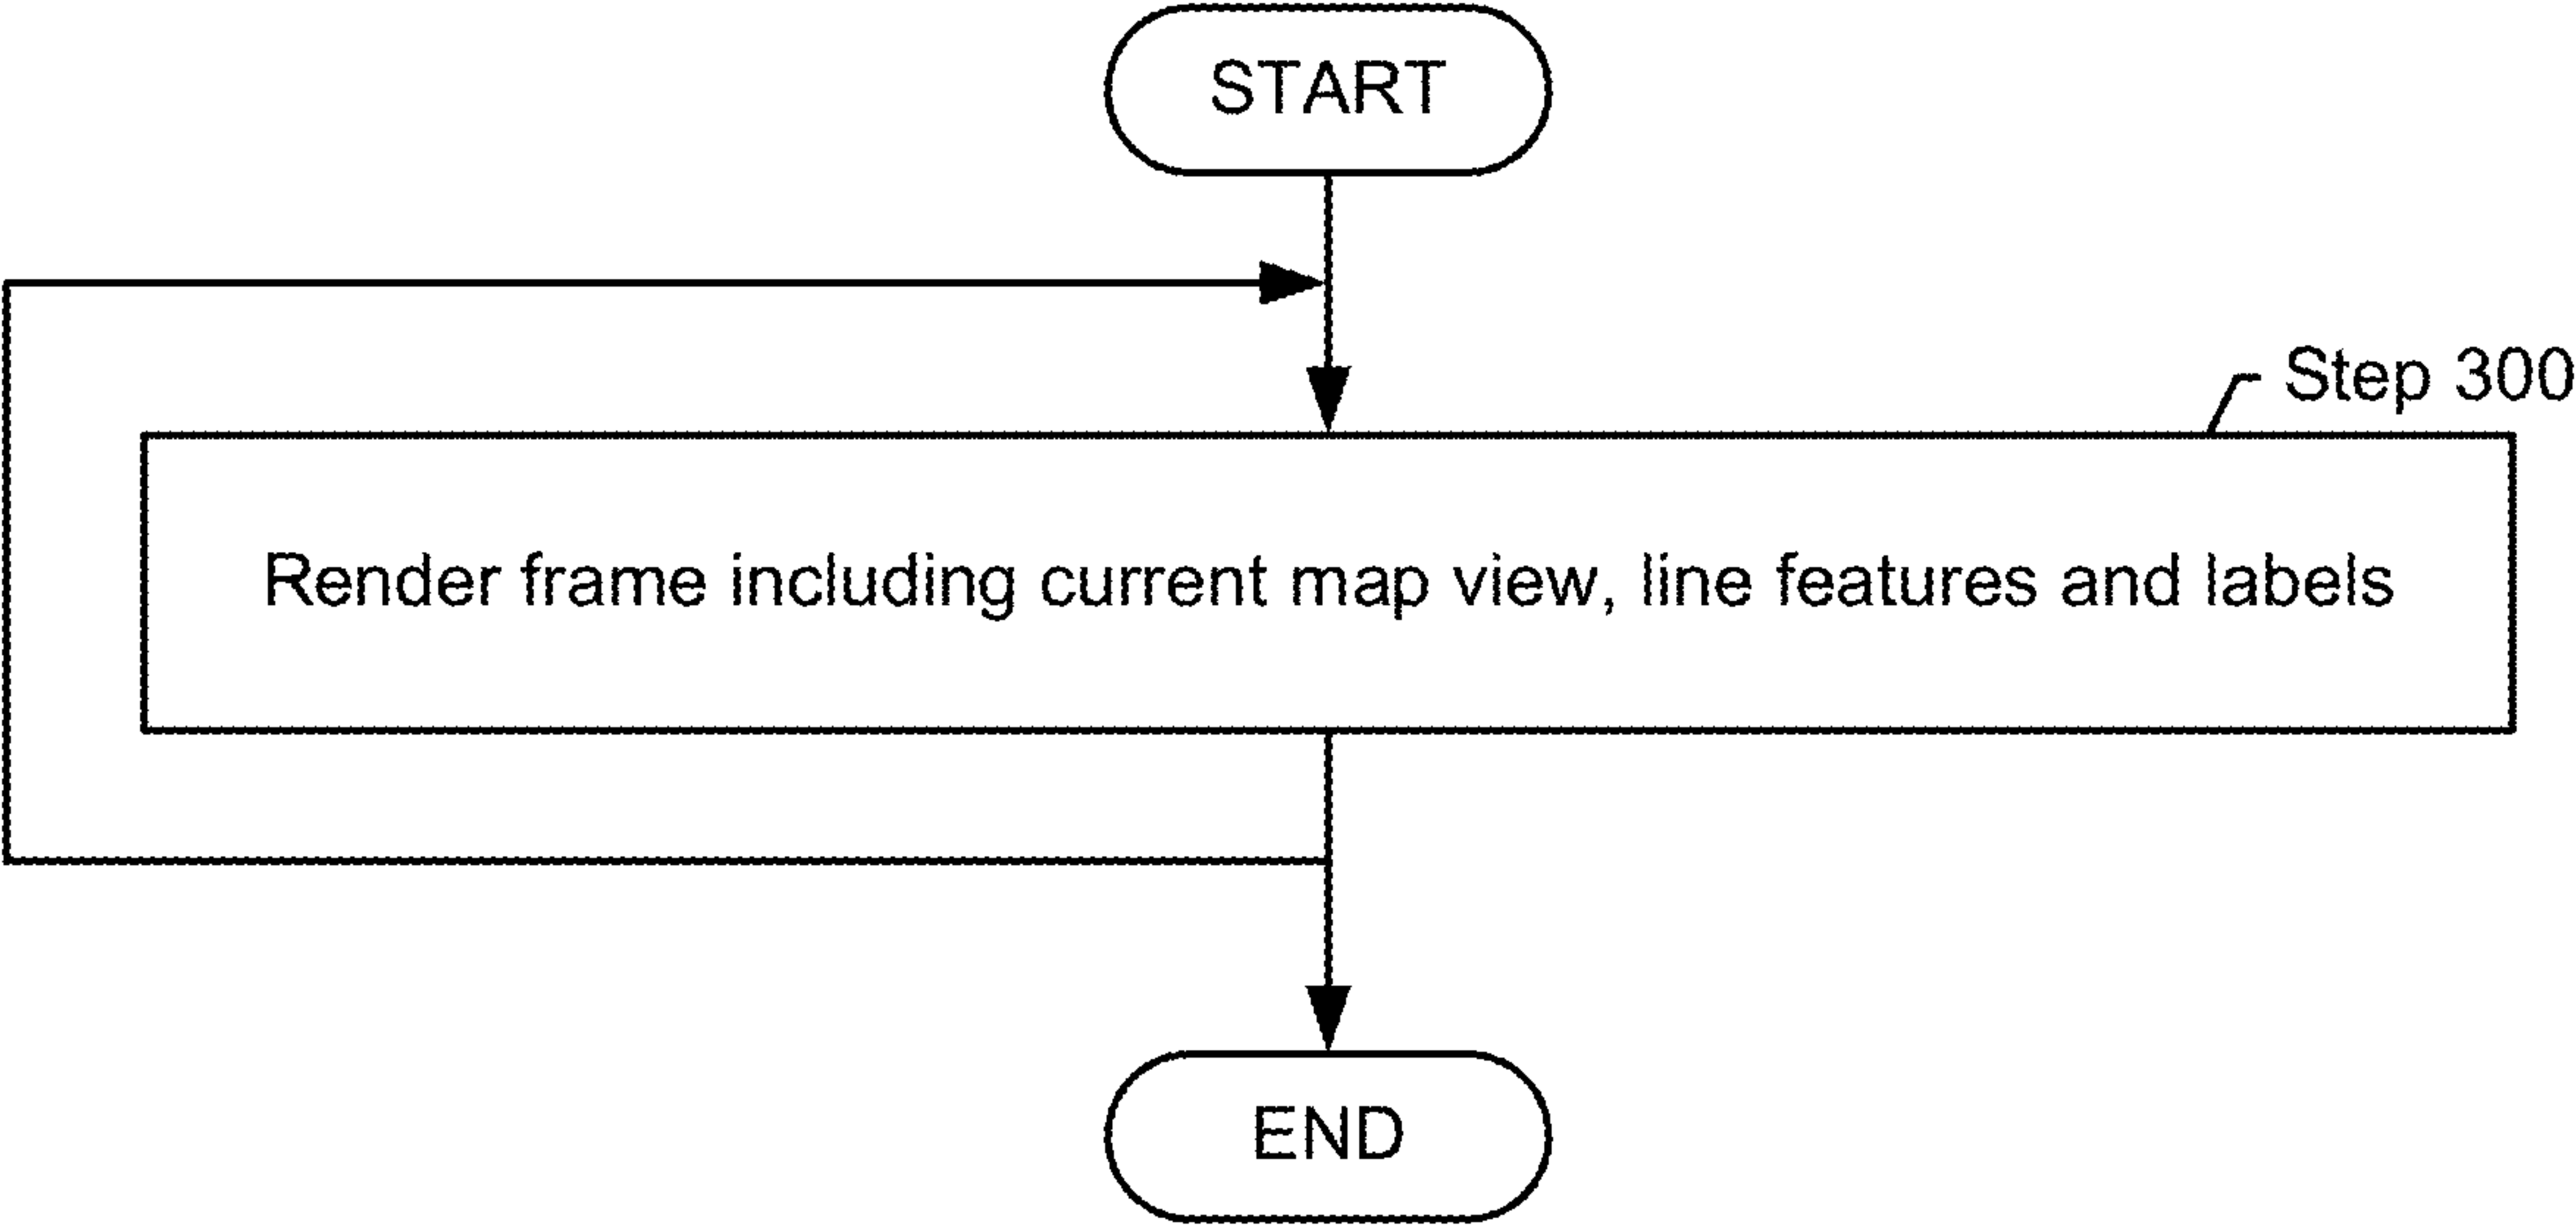 START
Step 300
Render frame including current map view, line features and labels
END